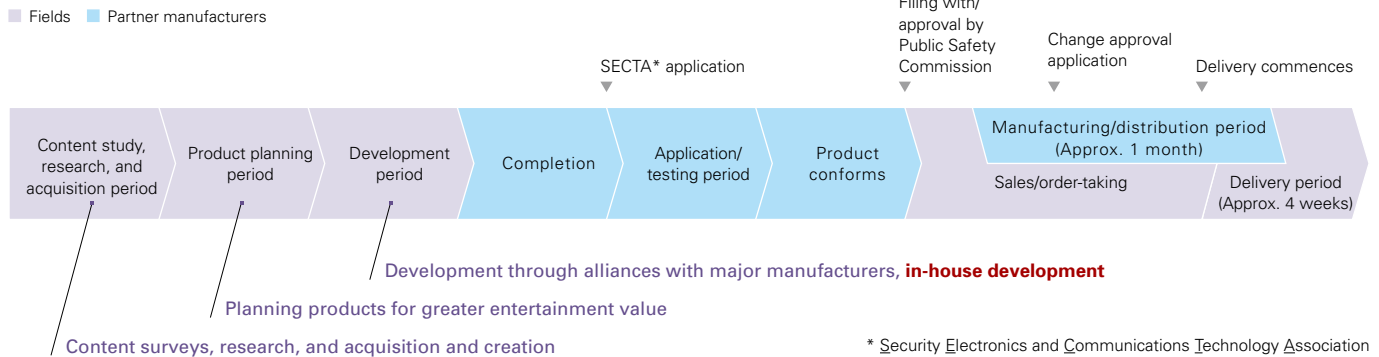 Fields
Partner manufacturers
Filing with/
approval by
Public Safety
Commission
SECTA* application
Change approval
application
Delivery commences
Content study,
research, and
acquisition period
Product planning
period
Development
period
Completion
Application/
testing period
Product
conforms
Manufacturing/distribution period
(Approx. 1 month)
Sales/order-taking
Delivery period
(Approx. 4 weeks)
Development through alliances with major manufacturers, in-house development
Planning products for greater entertainment value
Content surveys, research, and acquisition and creation
* Security Electronics and Communications Technology Association